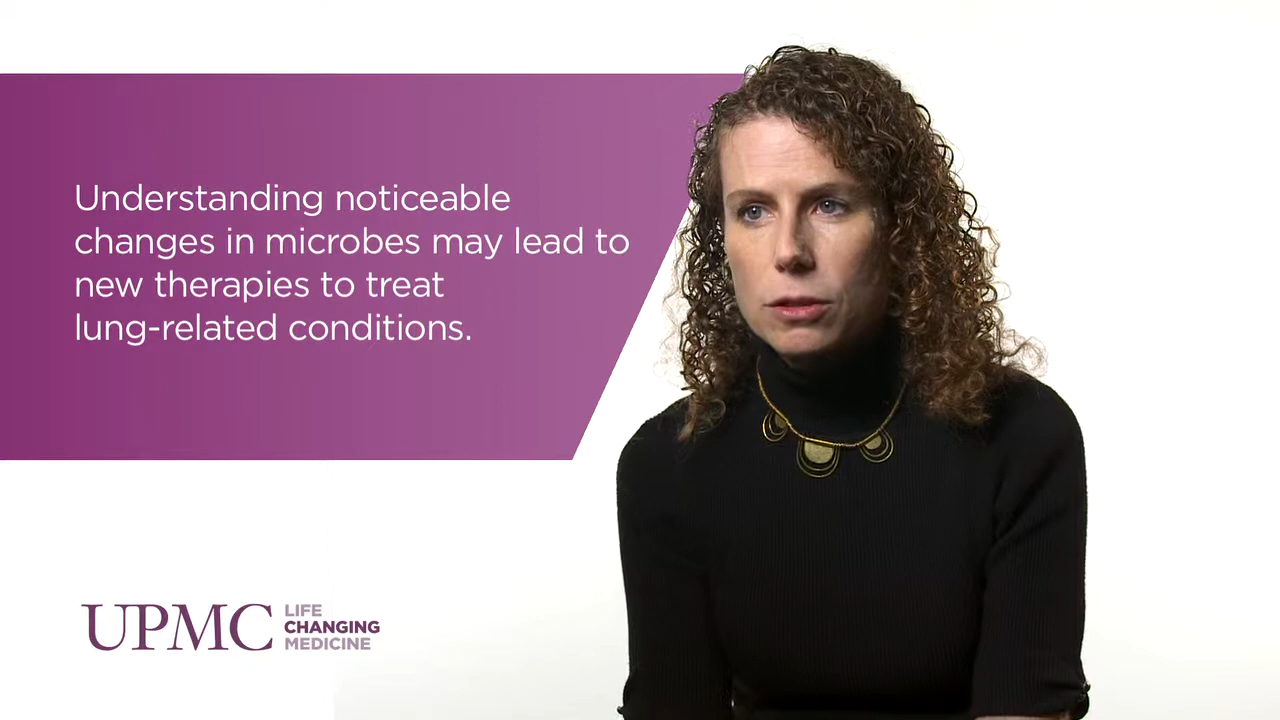 Understanding noticeable
changes in microbes may lead to
new therapies to treat
lung-related conditions.
UPMC
LIFE
CHANGING
MEDICINE